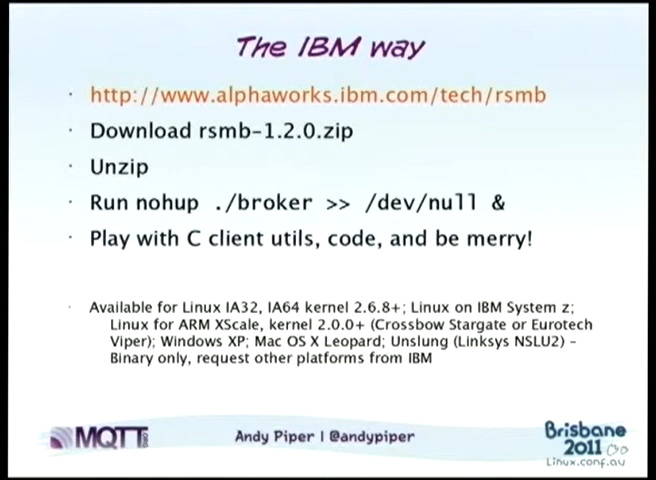 The IBM way
· http://www.alphaworks.ibm.com/tech/rsmb
· Download rsmb-1.2.0.zip
· Unzip
· Run nohup ./broker >> /dev/null &
· Play with C client utils, code, and be merry!
· Available for Linux IA32, IA64 kernel 2.6.8+; Linux on IBM System z;
Linux for ARM XScale, kernel 2.0.0+ (Crossbow Stargate or Eurotech
Viper); Windows XP; Mac OS X Leopard; Unslung (Linksys NSLU2) –
Binary only, request other platforms from IBM
MQTT.ORG
Andy Piper | @andypiper
Brisbane
2011
Linux.conf.au